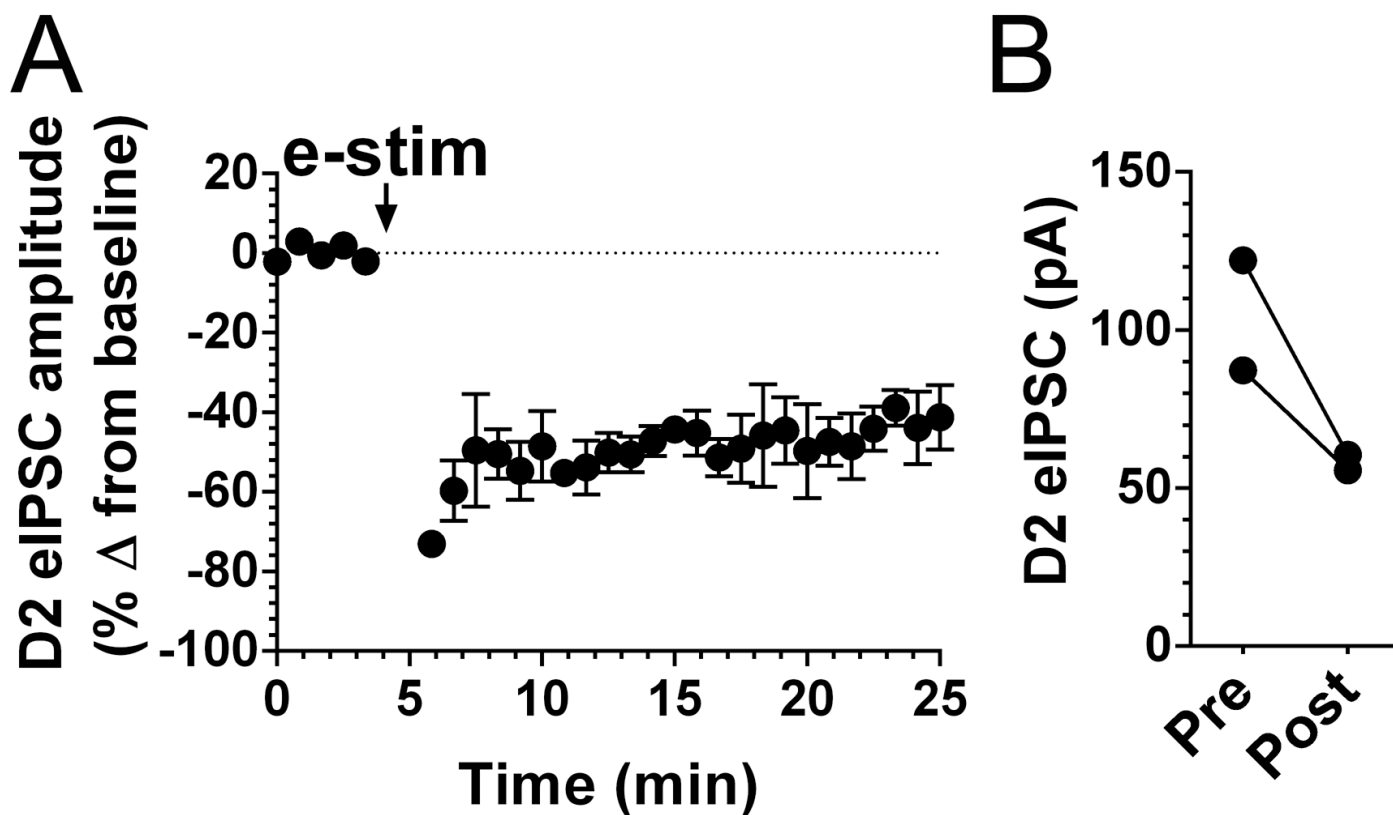 A
B
D2 eIPSC amplitude
(% Δ from baseline)
e-stim
20
0
-20
-40
-60
-80
-100
0 5 10 15 20 25
Time (min)
D2 eIPSC (pA)
150
100
50
0
Pre
Post